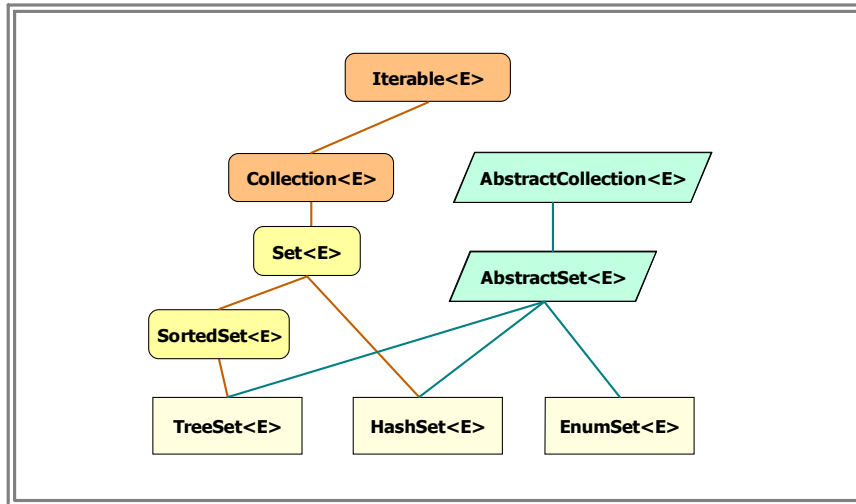 Iterable<E>
Collection<E>
AbstractCollection<E>
Set<E>
AbstractSet<E>
SortedSet<E>
TreeSet<E>
HashSet<E>
EnumSet<E>